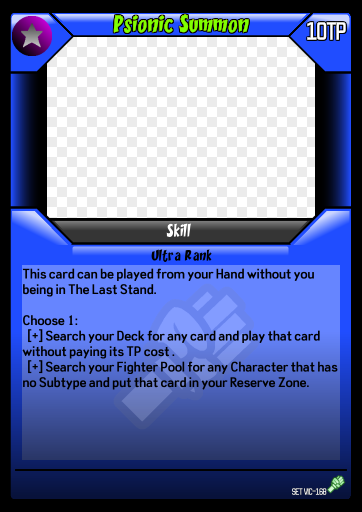 Psionic Summon
10TP
Skill
Ultra Rank
This card can be played from your Hand without you
being in The Last Stand.
Choose 1:
[+] Search your Deck for any card and play that card
without paying its TP cost .
[+] Search your Fighter Pool for any Character that has
no Subtype and put that card in your Reserve Zone.
SET VIC-168